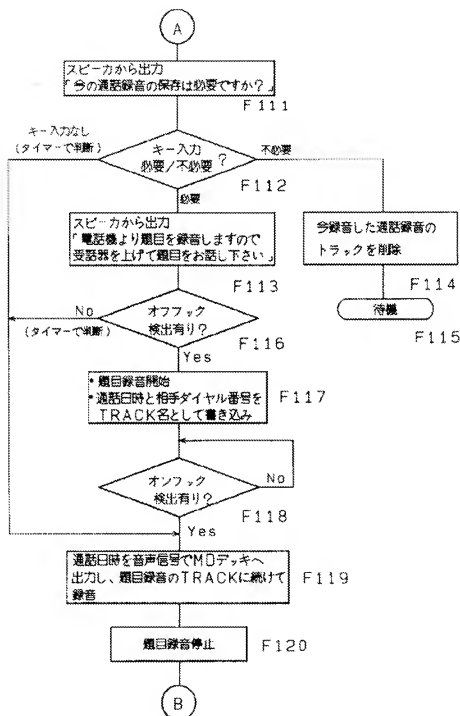 A
スピーカから出力
「今の通話録音の保存は必要ですか？」
F111
キー入力なし
(タイマーで判断)
キー入力
必要/不必要？
不必要
F112
必要
スピーカから出力
「電話機より題目を録音しますので
受話器を上げて題目をお話し下さい」
F113
今録音した通話録音の
トラックを削除
F114
待機
F115
No
(タイマーで判断)
オフフック
検出有り？
F116
Yes
・題目録音開始
・通話日時と相手ダイヤル番号を
TRACK名として書き込み
F117
オンフック
検出有り？
No
F118
Yes
通話日時を音声信号でMDデッキへ
出力し、題目録音のTRACKに続けて
録音
F119
題目録音停止
F120
B